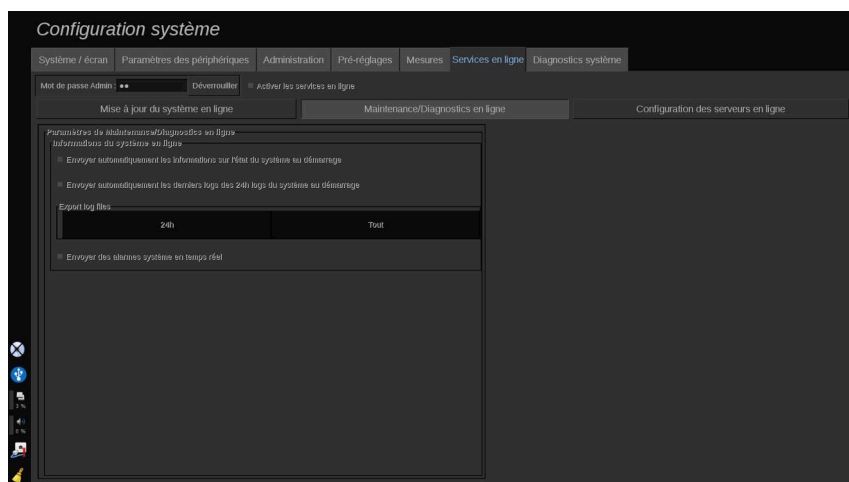 Configuration système
Système / écran Paramètres des périphériques Administration Pré-réglages Mesures Services en ligne Diagnostics système
Mot de passe Admin : •• Déverrouiller Activer les services en ligne
Mise à jour du système en ligne Maintenance/Diagnostics en ligne Configuration des serveurs en ligne
Paramètres de Maintenanse/Diagnostics en ligne
Informations du système en ligne
Envoyer automatiquement les informations sur l'état du système au démarrage
Envoyer automatiquement les derniers logs des 24h logs du système au démarrage
Export log files
24h Tout
Envoyer des alarmes système en temps réel
3 %
0 %